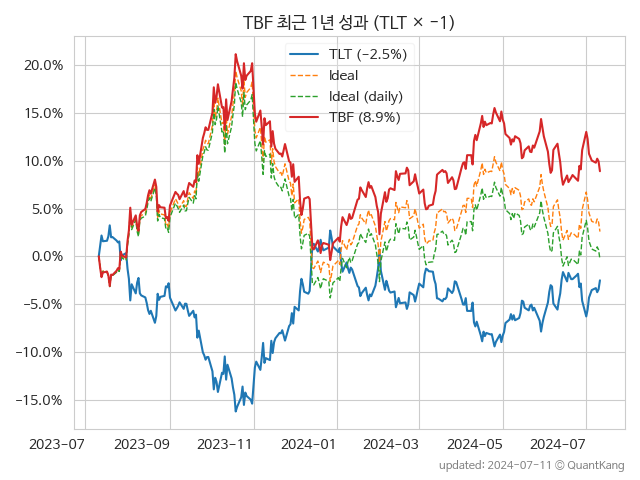 TBF 최근 1년 성과 (TLT × −1)
TLT (−2.5%)
Ideal
Ideal (daily)
TBF (8.9%)
20.0%
15.0%
10.0%
5.0%
0.0%
−5.0%
−10.0%
−15.0%
2023-07 2023-09 2023-11 2024-01 2024-03 2024-05 2024-07
updated: 2024-07-11 © QuantKang